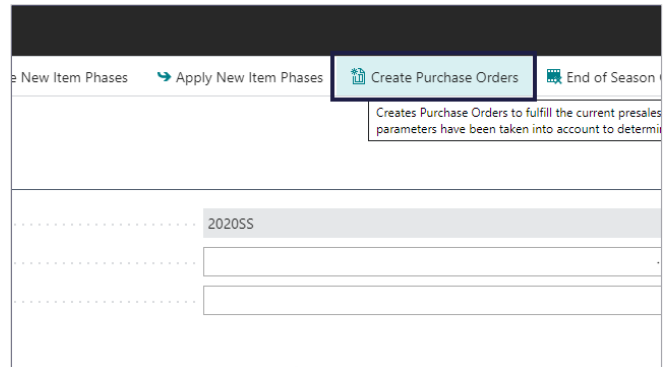 e New Item Phases Apply New Item Phases Create Purchase Orders End of Season
Creates Purchase Orders to fulfill the current presales
parameters have been taken into account to determi
2020SS